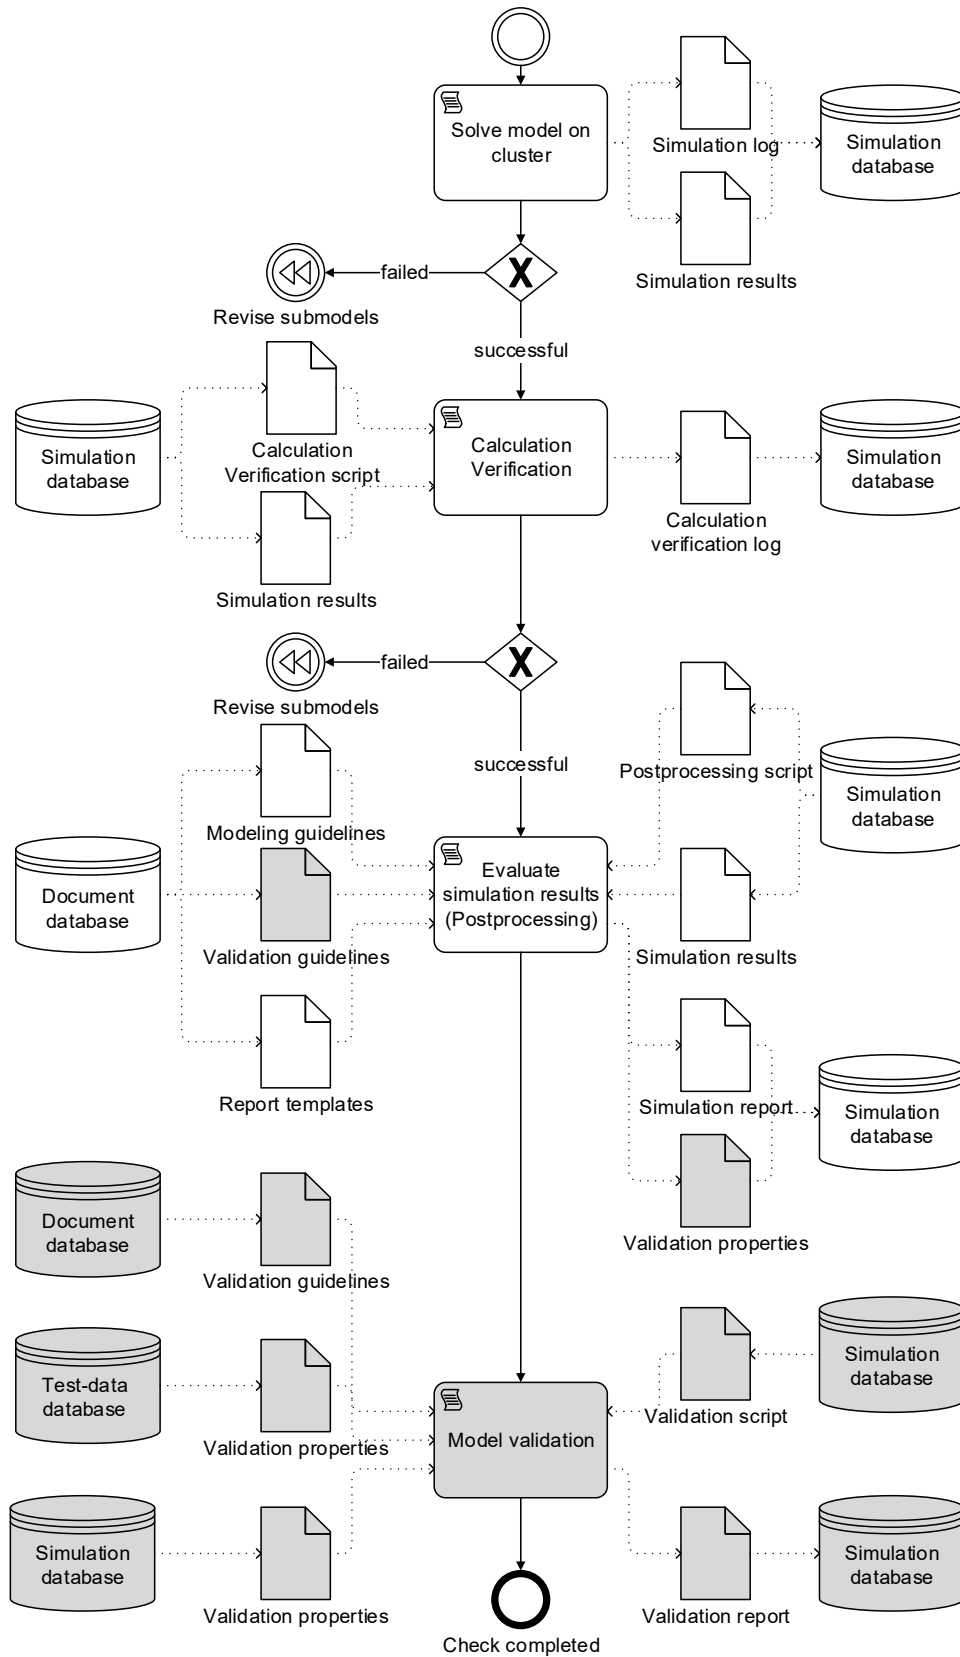 Solve model on
cluster
Simulation log
Simulation
database
Simulation results
failed
Revise submodels
X
successful
Simulation
database
Calculation
Verification script
Simulation results
Calculation
Verification
Calculation
verification log
Simulation
database
failed
X
Revise submodels
successful
Postprocessing script
Simulation
database
Modeling guidelines
Document
database
Validation guidelines
Evaluate
simulation results
(Postprocessing)
Simulation results
Report templates
Simulation report
Simulation
database
Validation properties
Document
database
Validation guidelines
Test-data
database
Validation properties
Simulation
database
Validation script
Model validation
Simulation
database
Validation properties
Validation report
Simulation
database
Check completed